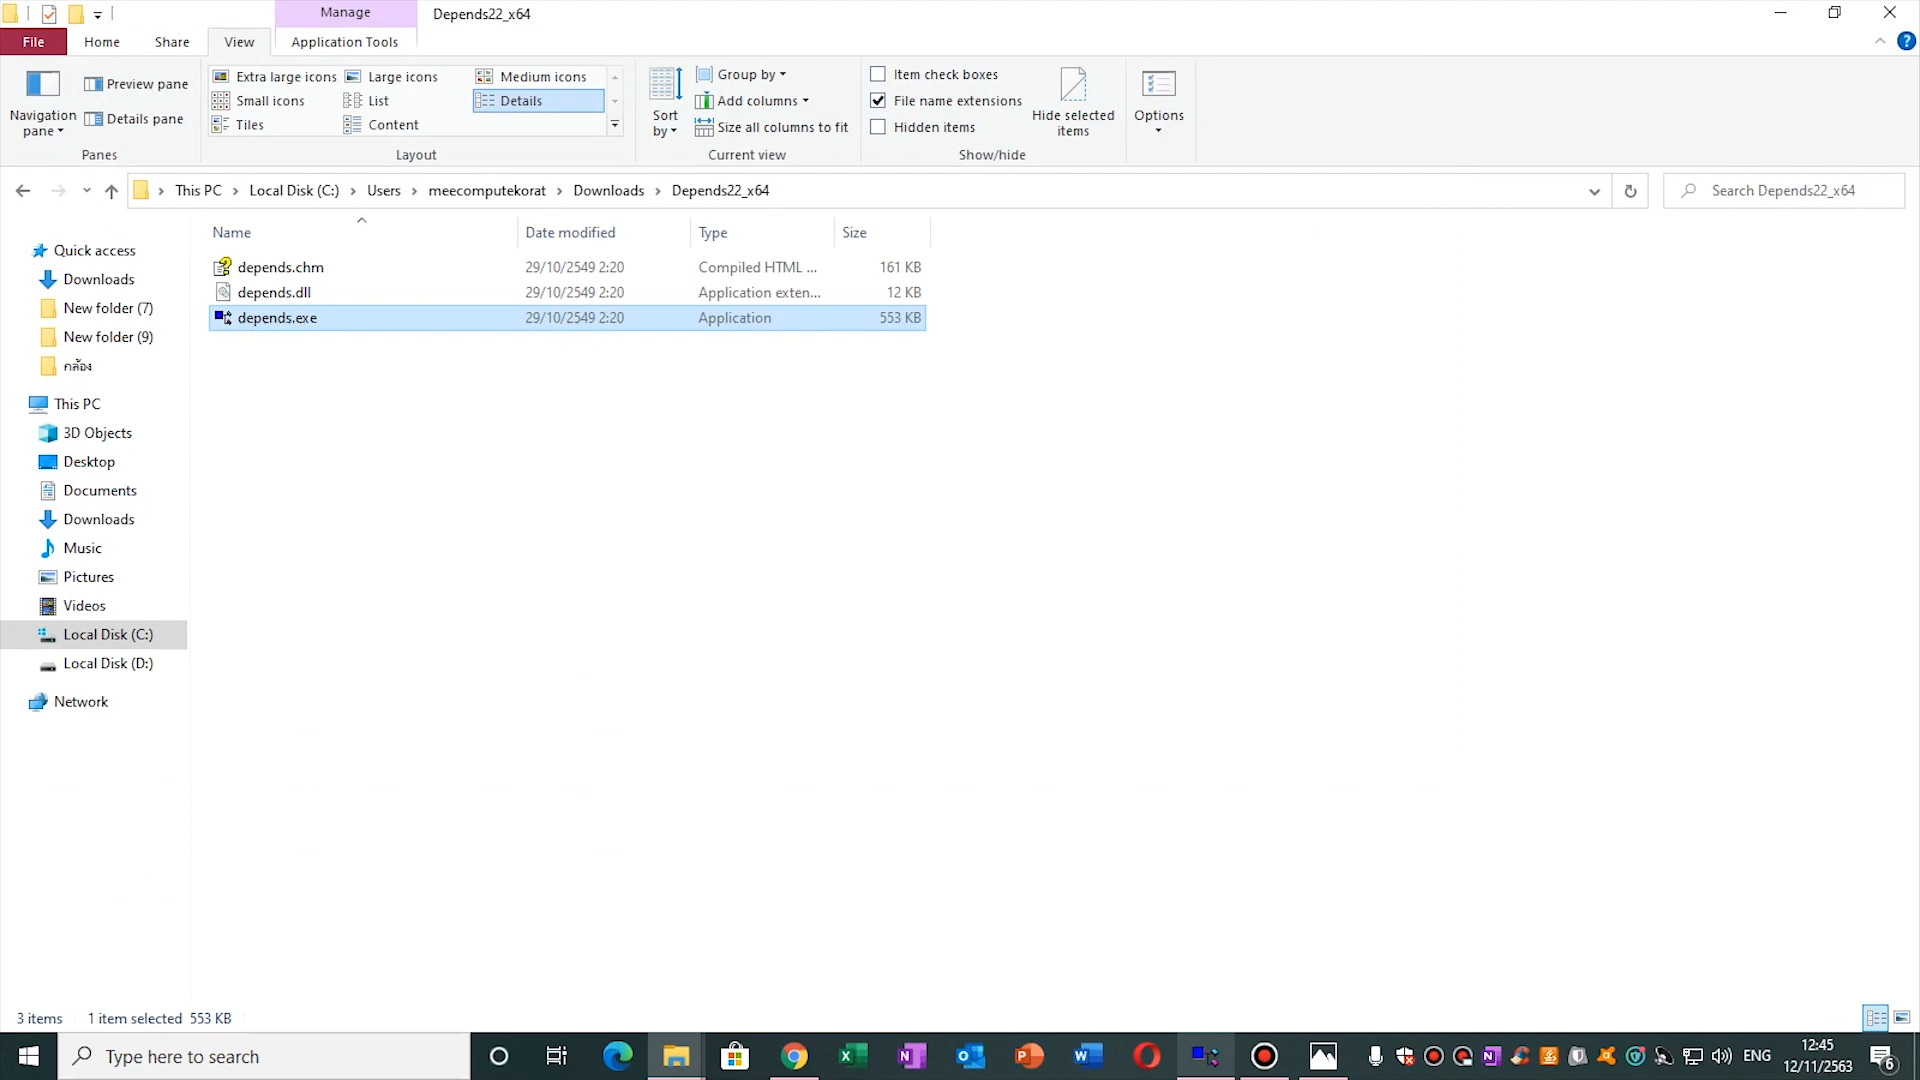 Manage
Depends22_x64
File
Home
Share
View
Application Tools
Navigation
pane
Preview pane
Details pane
Panes
Extra large icons
Large icons
Medium icons
Small icons
List
Details
Tiles
Content
Layout
Sort
by
Group by
Add columns
Size all columns to fit
Current view
Item check boxes
File name extensions
Hidden items
Hide selected
items
Show/hide
Options
This PC
Local Disk (C:)
Users
meecomputekorat
Downloads
Depends22_x64
Search Depends22_x64
Name
Date modified
Type
Size
depends.chm 29/10/2549 2:20 Compiled HTML ... 161 KB
depends.dll 29/10/2549 2:20 Application exten... 12 KB
depends.exe 29/10/2549 2:20 Application 553 KB
Quick access
Downloads
New folder (7)
New folder (9)
กล้อง
This PC
3D Objects
Desktop
Documents
Downloads
Music
Pictures
Videos
Local Disk (C:)
Local Disk (D:)
Network
3 items
1 item selected 553 KB
Type here to search
ENG
12:45
12/11/2563
6